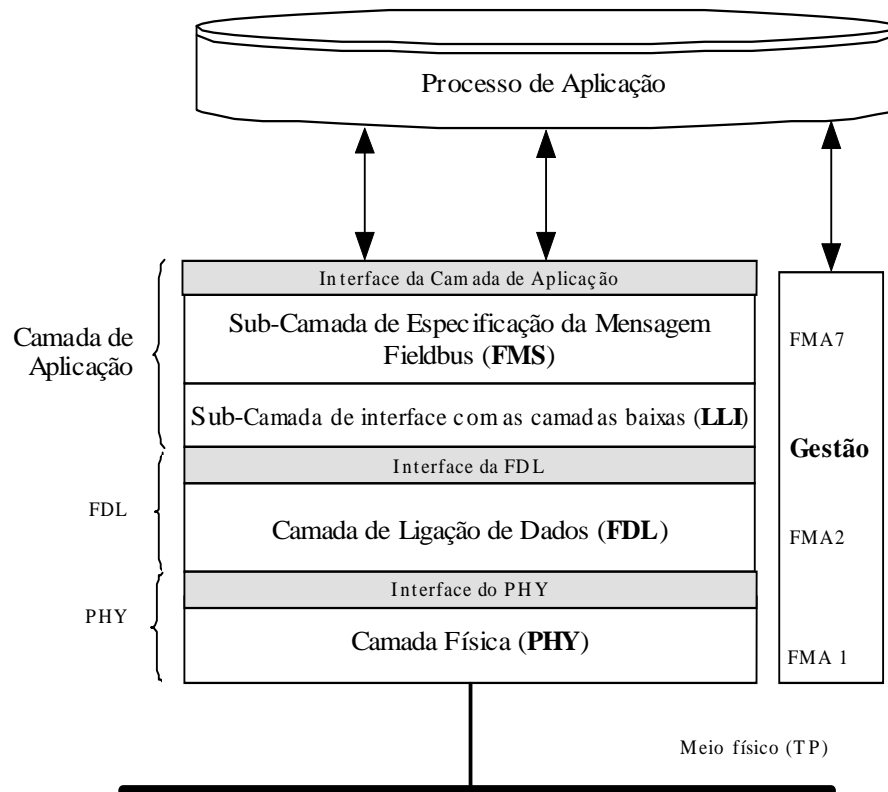 Processo de Aplicação
Interface da Camada de Aplicação
Sub-Camada de Especificação da Mensagem
Fieldbus (FMS)
Camada de
Aplicação
FMA7
Sub-Camada de interface com as camadas baixas (LLI)
Gestão
Interface da FDL
FDL
Camada de Ligação de Dados (FDL)
FMA2
Interface do PHY
PHY
Camada Física (PHY)
FMA 1
Meio físico (TP)